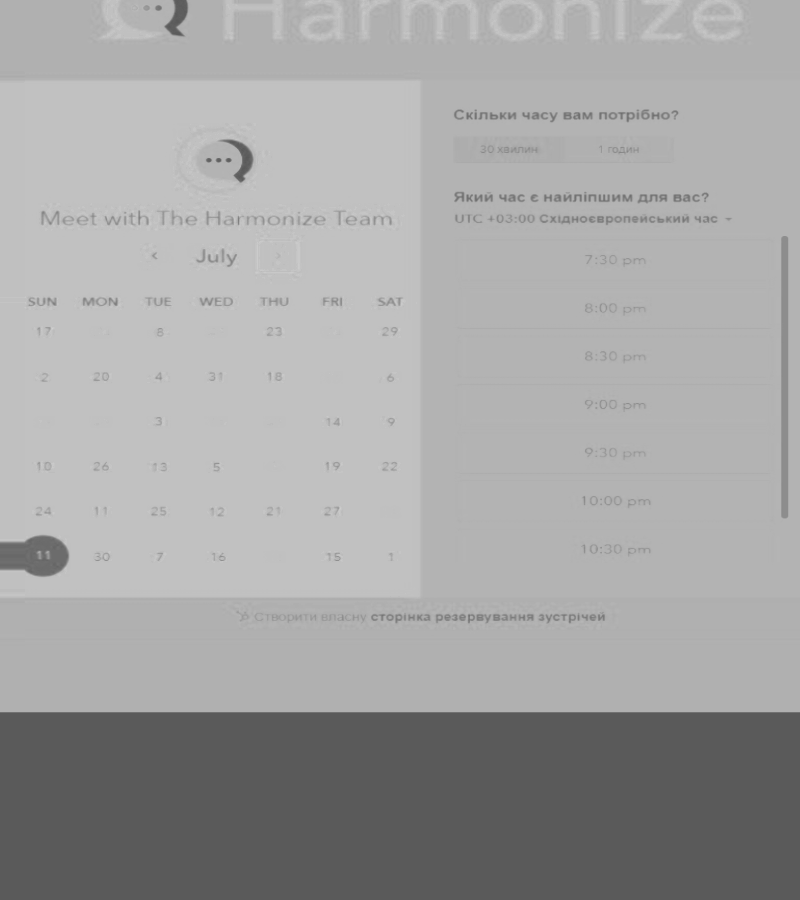 Harmonize
Meet with The Harmonize Team
July
SUN MON TUE WED THU FRI SAT
17 8 23 29
2 20 4 31 18 6
3 14 9
10 26 13 5 19 22
24 11 25 12 21 27
11 30 7 16 15 1
Скільки часу вам потрібно?
30 хвилин 1 годин
Який час є найліпшим для вас?
UTC +03:00 Східноєвропейський час
7:30 pm
8:00 pm
8:30 pm
9:00 pm
9:30 pm
10:00 pm
10:30 pm
Створити власну сторінка резервування зустрічей